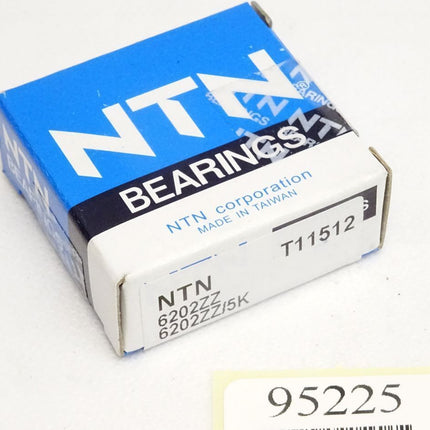 NTN
BEARINGS
NTN corporation
MADE IN TAIWAN
NTN
T11512
6202ZZ
6202ZZ/5K
95225